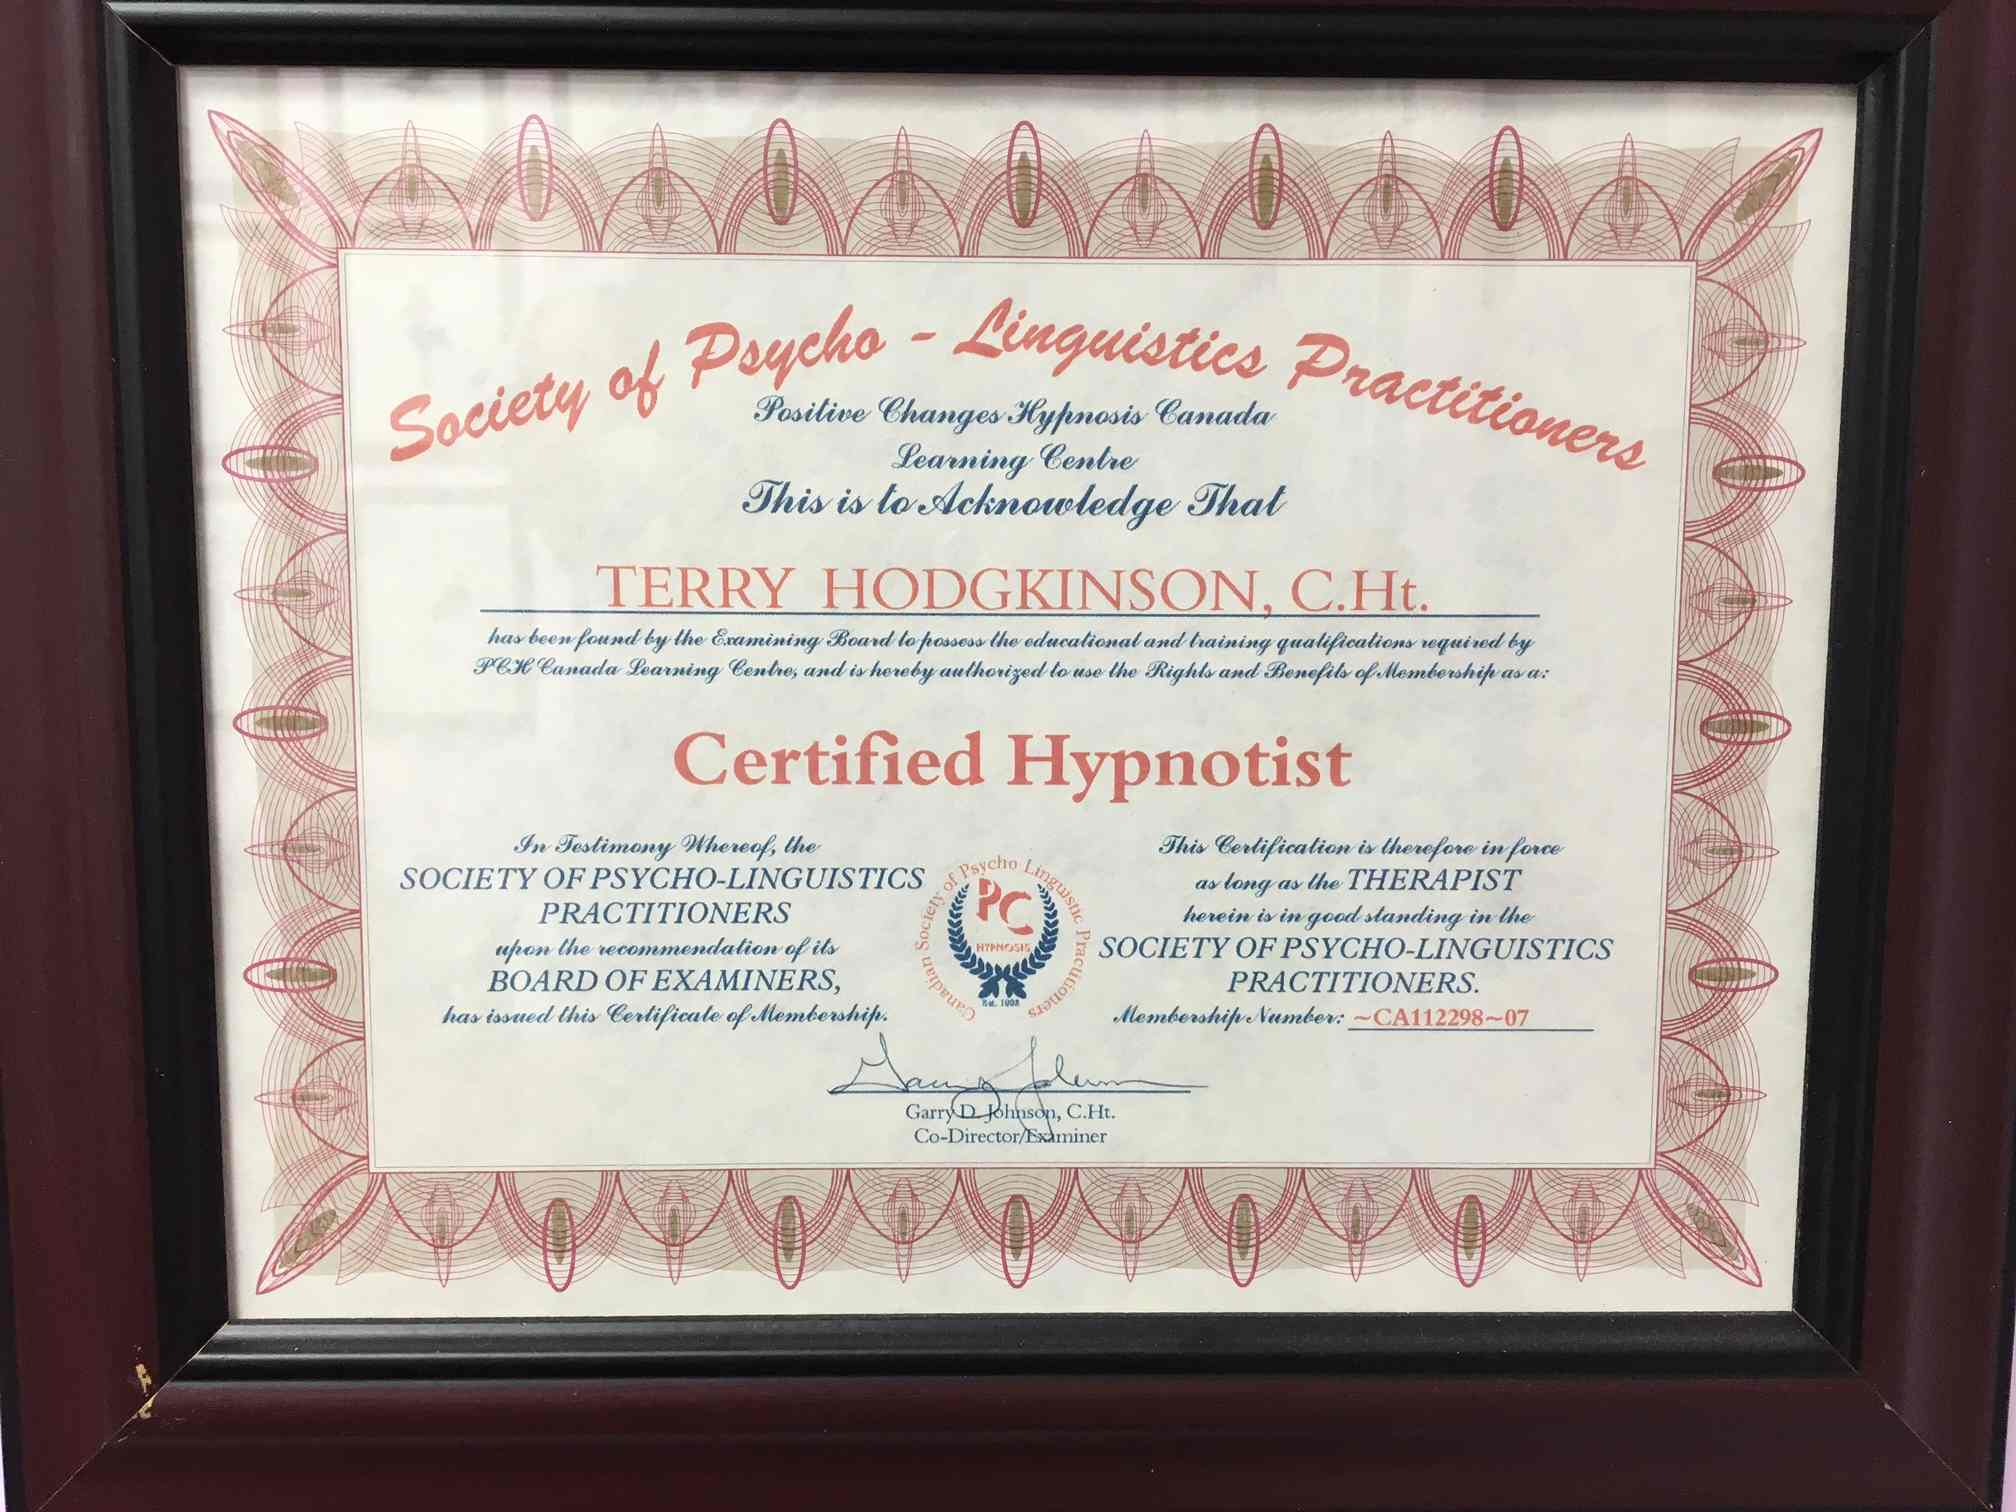 Society of Psycho - Linguistics Practitioners
Positive Changes Hypnosis Canada
Learning Centre
This is to Acknowledge That
TERRY HODGKINSON, C.Ht.
has been found by the Examining Board to possess the educational and training qualifications required by
PCH Canada Learning Centre, and is hereby authorized to use the Rights and Benefits of Membership as a:
Certified Hypnotist
In Testimony Whereof, the
SOCIETY OF PSYCHO-LINGUISTICS
PRACTITIONERS
upon the recommendation of its
BOARD OF EXAMINERS,
has issued this Certificate of Membership.
Canadian Society of Psycho Linguistic Practitioners
PC
HYPNOSIS
Est. 1998
This Certification is therefore in force
as long as the THERAPIST
herein is in good standing in the
SOCIETY OF PSYCHO-LINGUISTICS
PRACTITIONERS.
Membership Number: ~CA112298~07
Garry D. Johnson, C.Ht.
Co-Director/Examiner